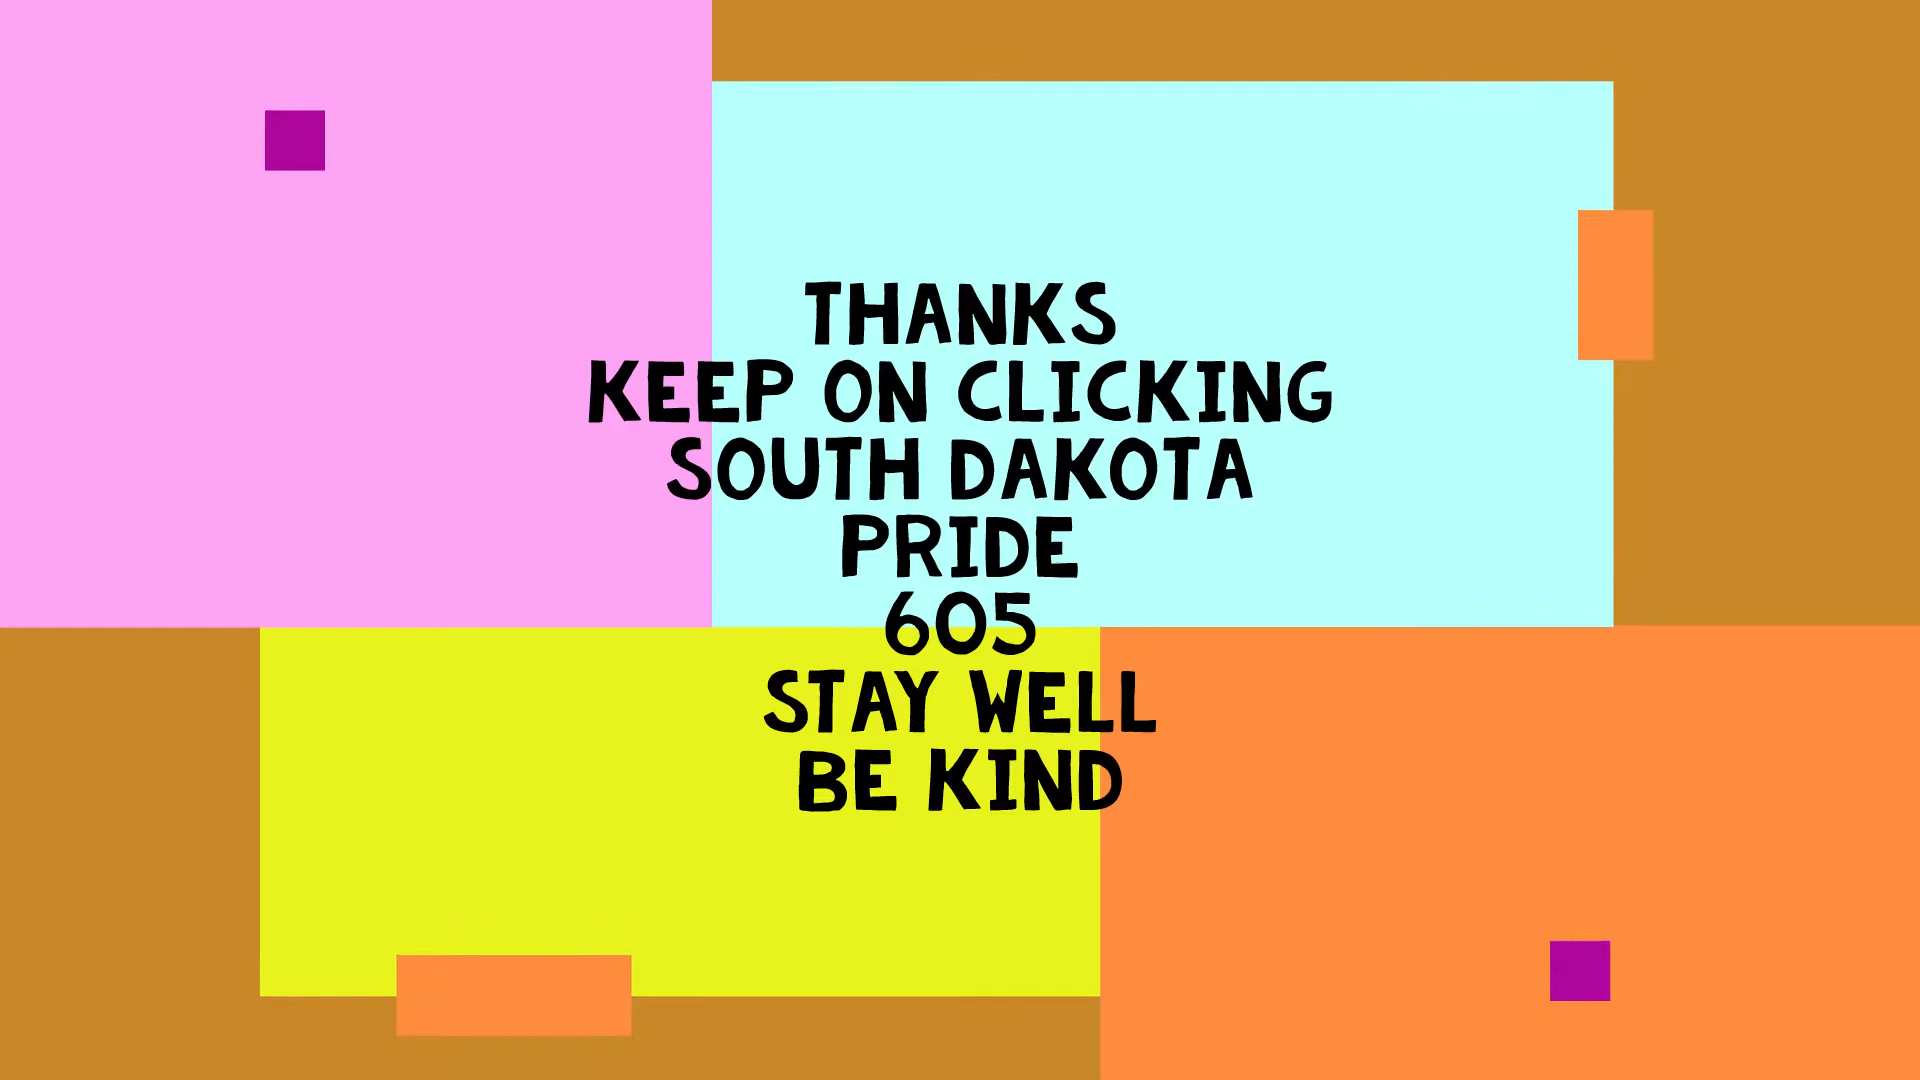 THANKS
KEEP ON CLICKING
SOUTH DAKOTA
PRIDE
605
STAY WELL
BE KIND